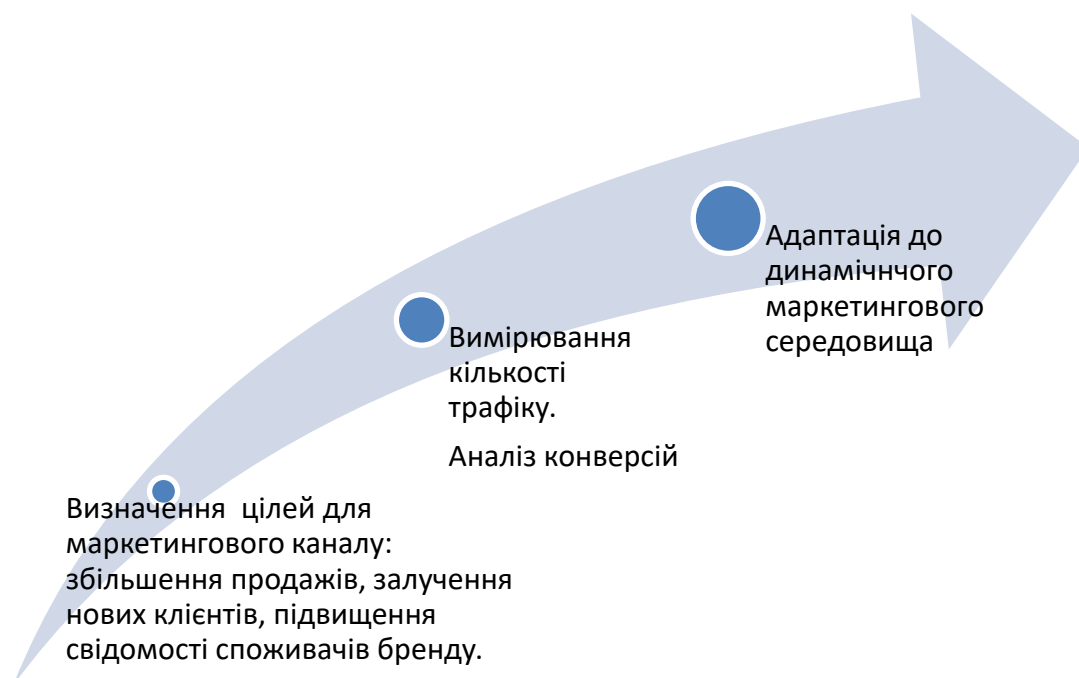 Адаптація до
динамічнчого
маркетингового
середовища
Вимірювання
кількості
трафіку.
Аналіз конверсій
Визначення  цілей для
маркетингового каналу:
збільшення продажів, залучення
нових клієнтів, підвищення
свідомості споживачів бренду.